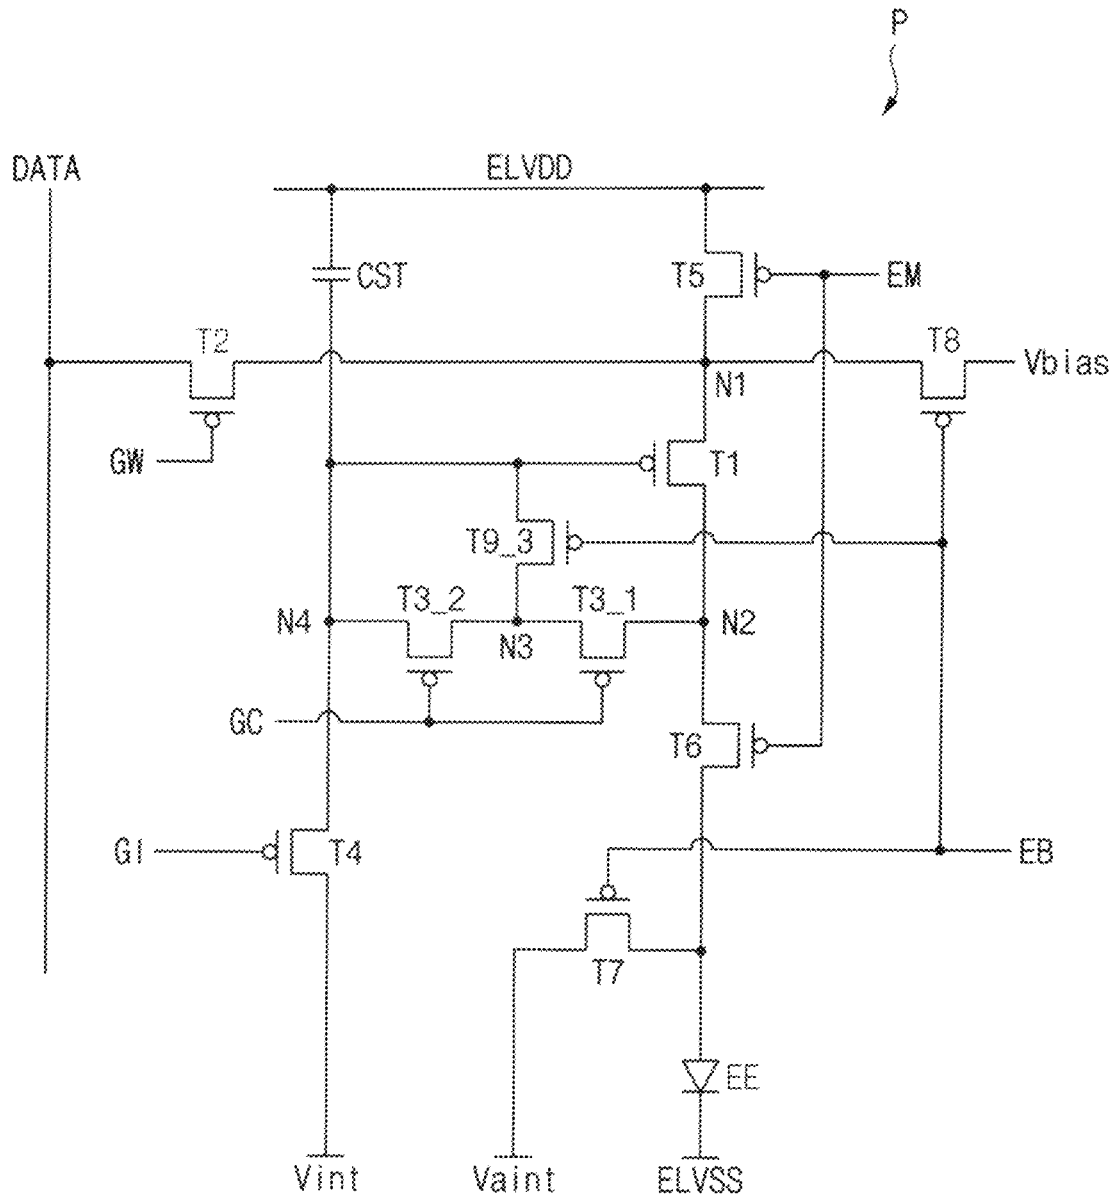 P
DATA
ELVDD
CST
T5
EM
T2
T8
Vbias
N1
GW
T1
T9_3
T3_2
T3_1
N4
N3
N2
GC
T6
GI
T4
EB
T7
EE
Vint
Vaint
ELVSS